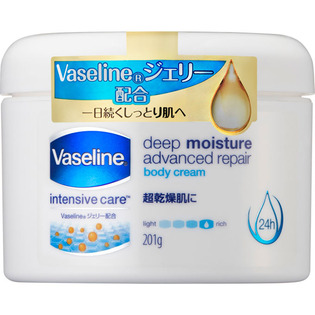 Vaseline®ジェリー
配合
一日続くしっとり肌へ
Vaseline
intensive care™
Vaseline®ジェリー配合
deep moisture
advanced repair
body cream
超乾燥肌に
light rich
201g
24h